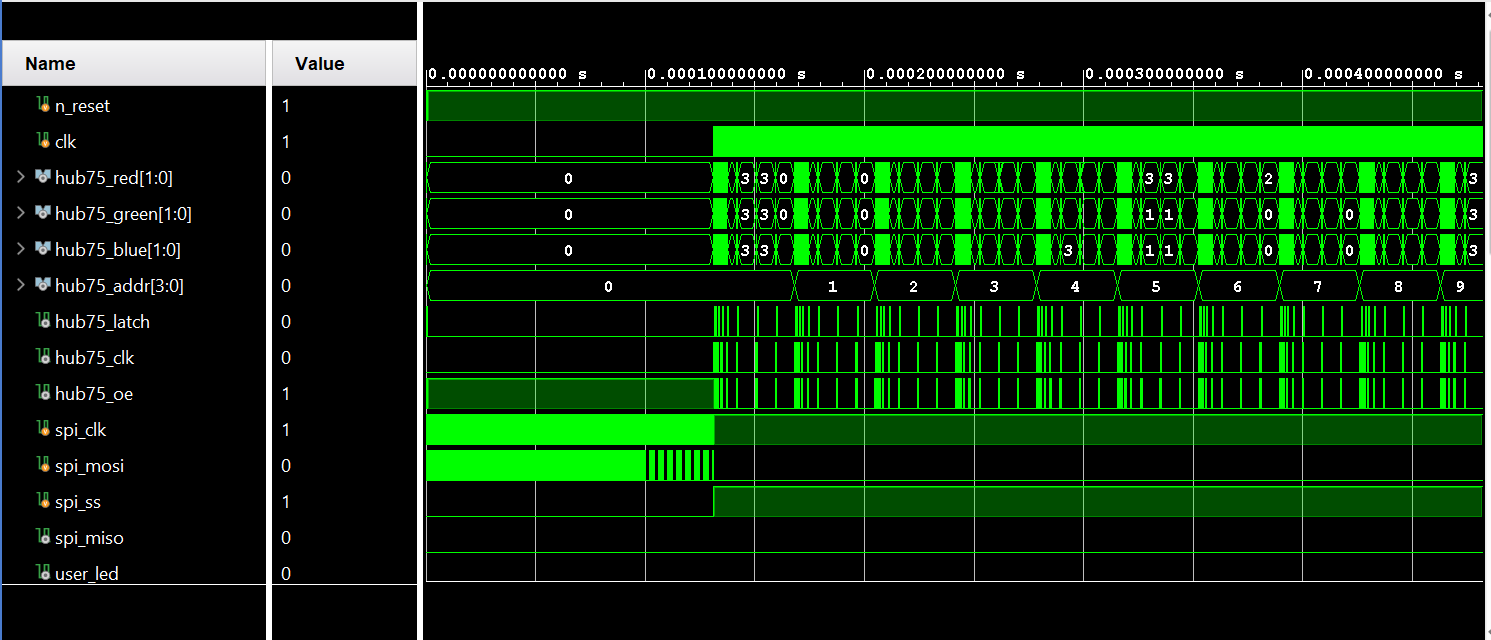 Name Value
0.000000000000 s 0.000100000000 s 0.000200000000 s 0.000300000000 s 0.000400000000 s
n_reset 1
clk 1
hub75_red[1:0] 0 0 3 3 0 0 3 3 2 3
hub75_green[1:0] 0 0 3 3 0 0 1 1 0 0 3
hub75_blue[1:0] 0 0 3 3 0 3 1 1 0 0 3
hub75_addr[3:0] 0 0 1 2 3 4 5 6 7 8 9
hub75_latch 0
hub75_clk 0
hub75_oe 1
spi_clk 1
spi_mosi 0
spi_ss 1
spi_miso 0
user_led 0